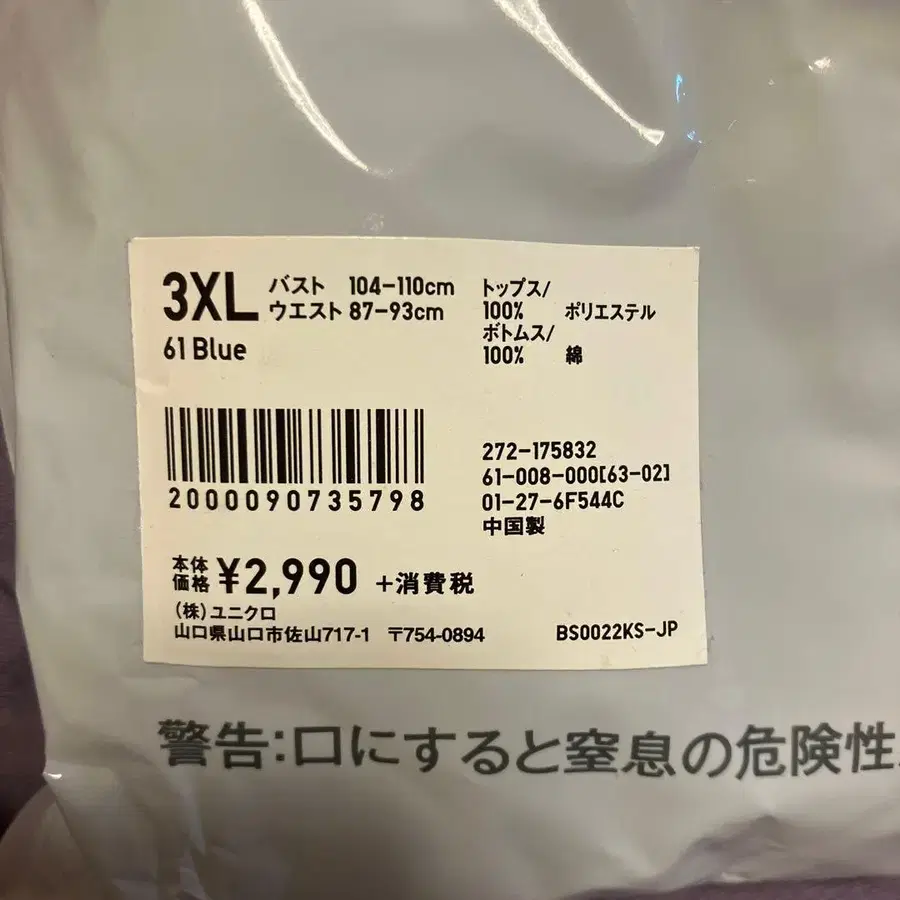 3XL バスト 104-110cm
ウエスト 87-93cm
61 Blue
トップス/
100% ポリエステル
ボトムス/
100% 綿
2000090735798
272-175832
61-008-000[63-02]
01-27-6F544C
中国製
本体価格 ¥2,990 +消費税
(株)ユニクロ
山口県山口市佐山717-1 〒754-0894
BS0022KS-JP
警告:口にすると窒息の危険性